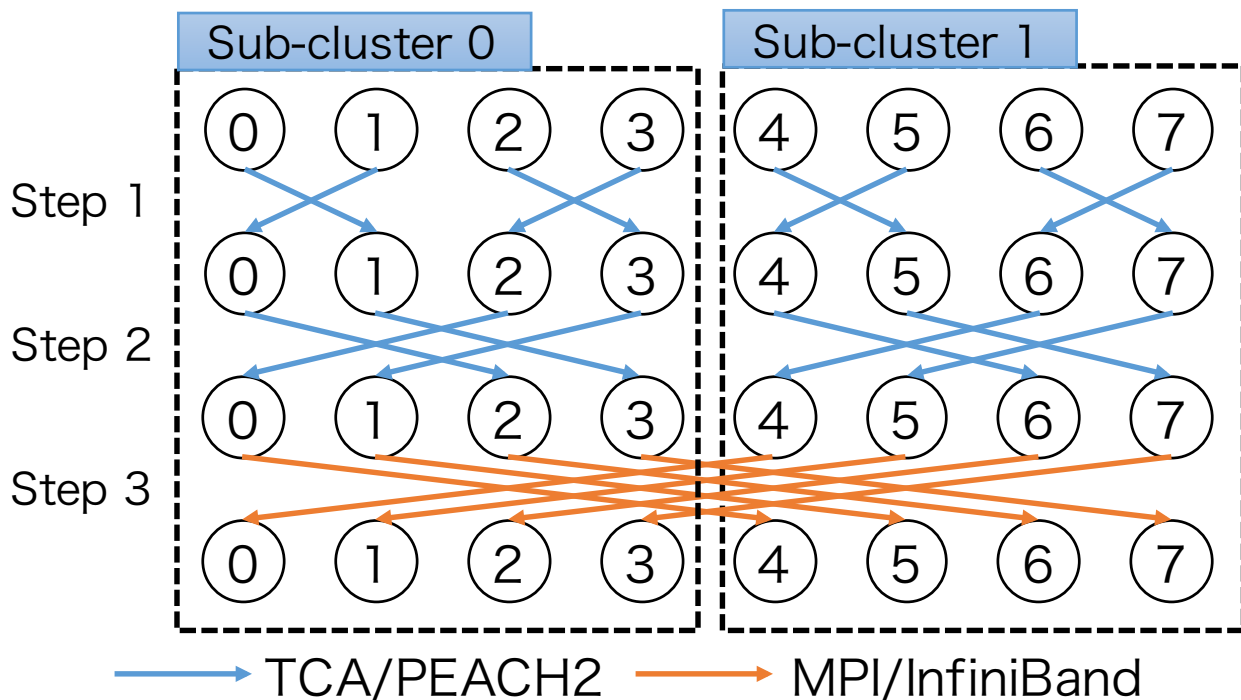 Sub-cluster 0 Sub-cluster 1
0 1 2 3 4 5 6 7
Step 1
0 1 2 3 4 5 6 7
Step 2
0 1 2 3 4 5 6 7
Step 3
0 1 2 3 4 5 6 7
TCA/PEACH2 MPI/InfiniBand